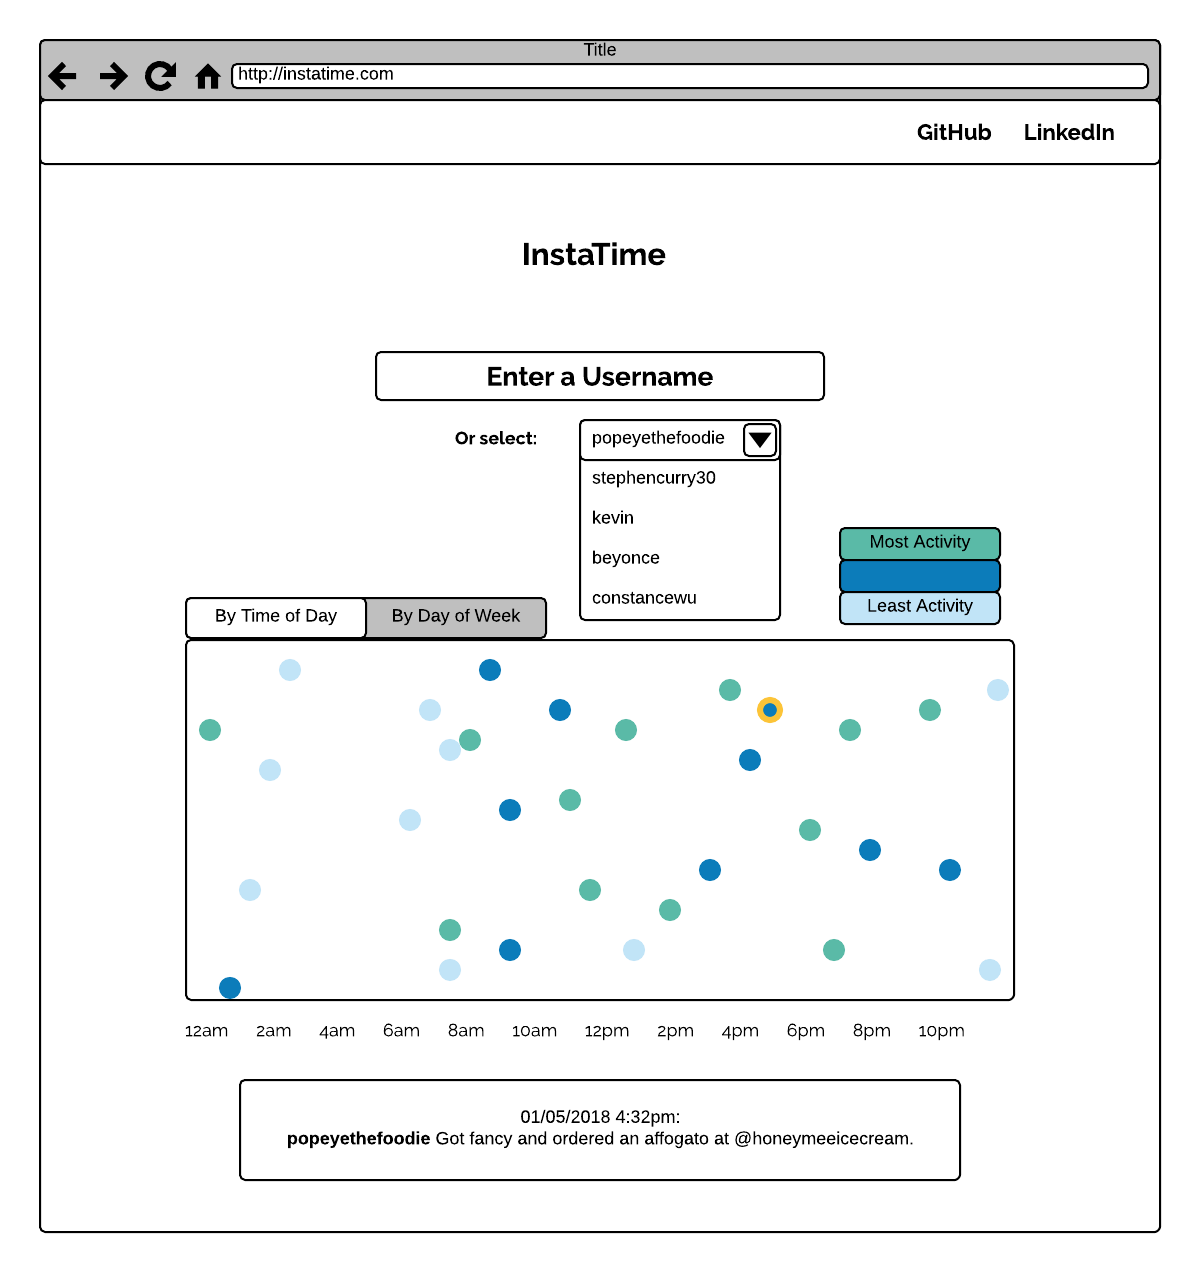 Title
http://instatime.com
GitHub LinkedIn
InstaTime
Enter a Username
Or select: popeyethefoodie
stephencurry30
kevin
beyonce
constancewu
Most Activity
Least Activity
By Time of Day By Day of Week
12am 2am 4am 6am 8am 10am 12pm 2pm 4pm 6pm 8pm 10pm
01/05/2018 4:32pm:
popeyethefoodie Got fancy and ordered an affogato at @honeymeeicecream.